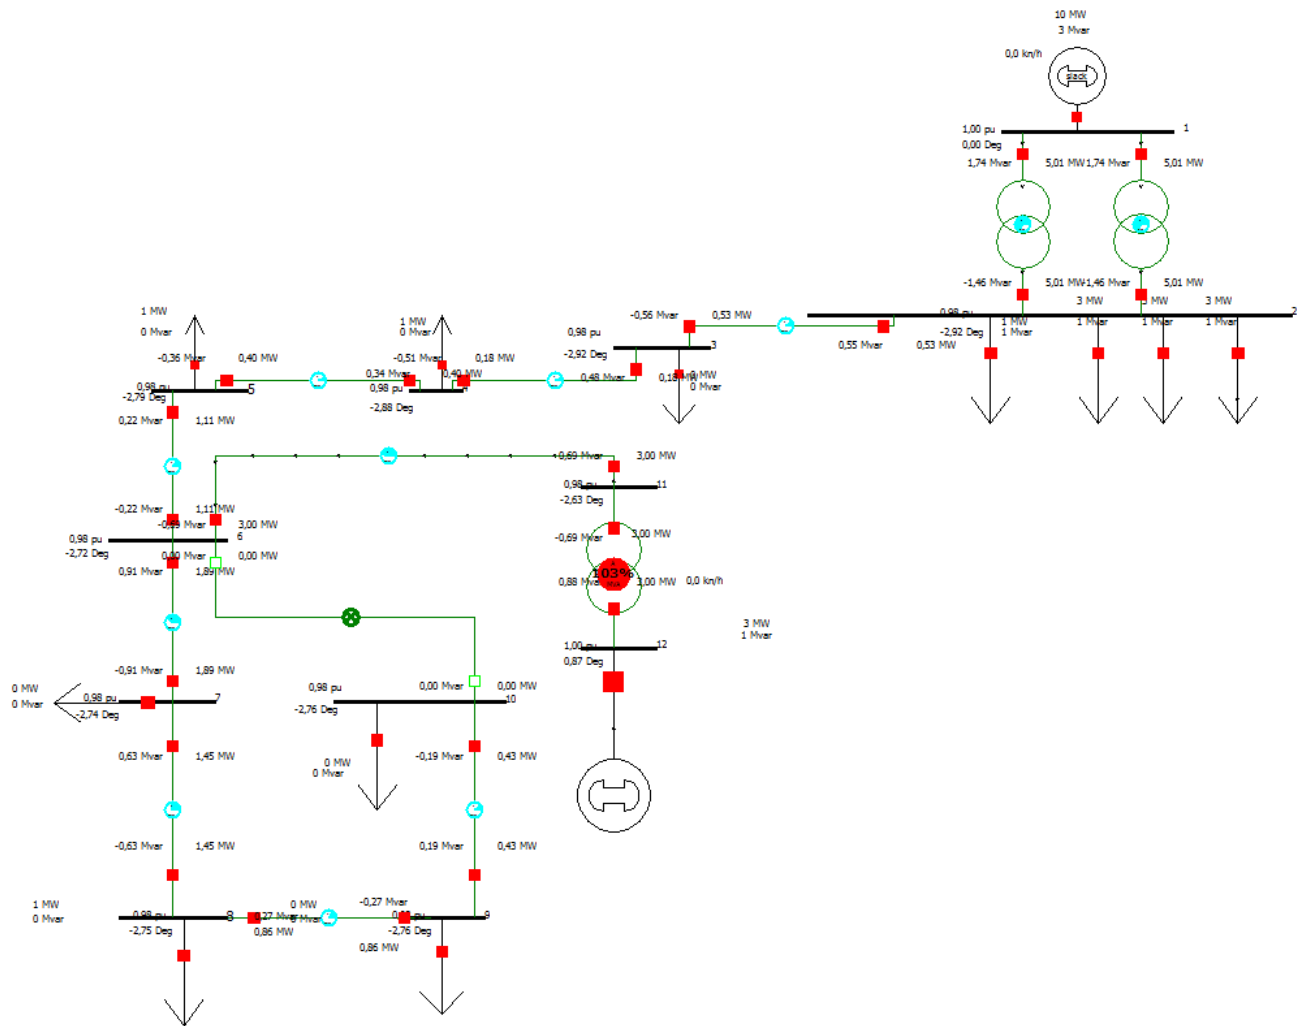 10 MW
3 Mvar
0,0 kn/h
slack
1,00 pu
1
0,00 Deg
1,74 Mvar
5,01 MW
1,74 Mvar
5,01 MW
-1,46 Mvar
5,01 MW
-1,46 Mvar
5,01 MW
3 MW
3 MW
3 MW
2
0,98 pu
-2,92 Deg
1 MW
1 Mvar
1 Mvar
1 Mvar
1 Mvar
0,55 Mvar
0,53 MW
-0,56 Mvar
0,53 MW
0,98 pu
3
-2,92 Deg
0,48 Mvar
0,18 MW
0 MW
0 Mvar
1 MW
0 Mvar
-0,51 Mvar
0,18 MW
0,34 Mvar
0,40 MW
0,98 pu
-2,88 Deg
1 MW
0 Mvar
-0,36 Mvar
0,40 MW
0,98 pu
5
-2,79 Deg
0,22 Mvar
1,11 MW
-0,22 Mvar
1,11 MW
-0,69 Mvar
3,00 MW
0,98 pu
6
-2,72 Deg
0,00 Mvar
0,00 MW
0,91 Mvar
1,89 MW
-0,69 Mvar
3,00 MW
0,98 pu
11
-2,63 Deg
-0,69 Mvar
3,00 MW
103%
0,88 Mvar
3,00 MW
0,0 kn/h
3 MW
1 Mvar
1,00 pu
12
0,87 Deg
-0,91 Mvar
1,89 MW
0 MW
0 Mvar
0,98 pu
7
-2,74 Deg
0,98 pu
0,00 Mvar
0,00 MW
10
-2,76 Deg
0,63 Mvar
1,45 MW
-0,19 Mvar
0,43 MW
0 MW
0 Mvar
-0,63 Mvar
1,45 MW
0,19 Mvar
0,43 MW
1 MW
0 Mvar
0,98 pu
8
-2,75 Deg
0,27 Mvar
0,86 MW
0 MW
0 Mvar
-0,27 Mvar
9
-2,76 Deg
0,86 MW